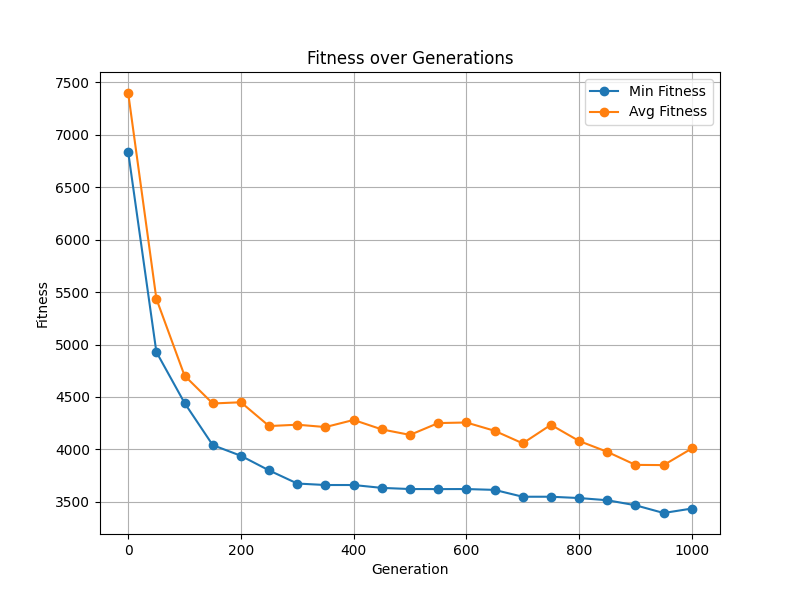 Fitness over Generations
Min Fitness
Avg Fitness
7500
7000
6500
6000
5500
5000
4500
4000
3500
Fitness
0 200 400 600 800 1000
Generation